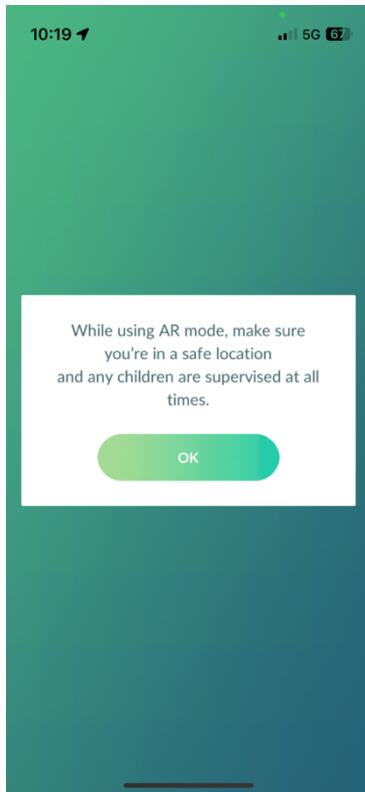 10:19 5G 67
While using AR mode, make sure
you're in a safe location
and any children are supervised at all
times.
OK